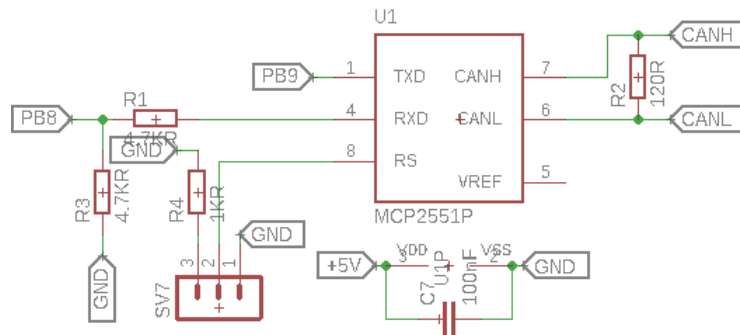 U1
CANH
PB9
1
TXD
CANH
7
R2
120R
PB8
R1
4.7KR
4
RXD
CANL
6
CANL
GND
8
RS
R3
4.7KR
R4
1KR
VREF
5
MCP2551P
GND
GND
3
2
1
SV7
+5V
VDD
3
U1P
VSS
2
GND
C7
100nF